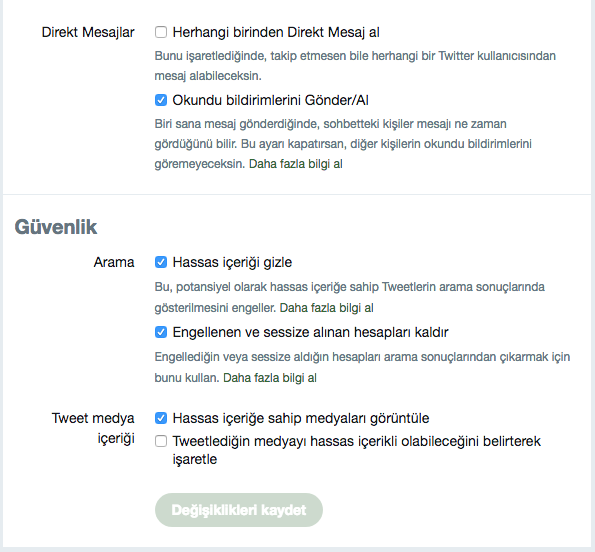 Direkt Mesajlar
Herhangi birinden Direkt Mesaj al
Bunu işaretlediğinde, takip etmesen bile herhangi bir Twitter kullanıcısından
mesaj alabileceksin.
Okundu bildirimlerini Gönder/Al
Biri sana mesaj gönderdiğinde, sohbetteki kişiler mesajı ne zaman
gördüğünü bilir. Bu ayarı kapatırsan, diğer kişilerin okundu bildirimlerini
göremeyeceksin. Daha fazla bilgi al
Güvenlik
Arama
Hassas içeriği gizle
Bu, potansiyel olarak hassas içeriğe sahip Tweetlerin arama sonuçlarında
gösterilmesini engeller. Daha fazla bilgi al
Engellenen ve sessize alınan hesapları kaldır
Engellediğin veya sessize aldığın hesapları arama sonuçlarından çıkarmak için
bunu kullan. Daha fazla bilgi al
Tweet medya
içeriği
Hassas içeriğe sahip medyaları görüntüle
Tweetlediğin medyayı hassas içerikli olabileceğini belirterek
işaretle
Değişiklikleri kaydet